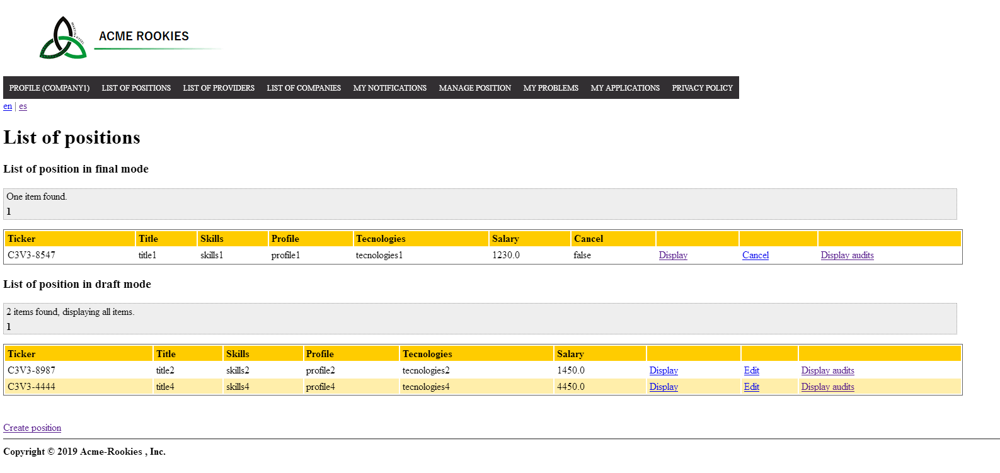 ACME ROOKIES
PROFILE (COMPANY1) LIST OF POSITIONS LIST OF PROVIDERS LIST OF COMPANIES MY NOTIFICATIONS MANAGE POSITION MY PROBLEMS MY APPLICATIONS PRIVACY POLICY
en | es
List of positions
List of position in final mode
One item found.
1
Ticker Title Skills Profile Tecnologies Salary Cancel
C3V3-8547 title1 skills1 profile1 tecnologies1 1230.0 false Display Cancel Display audits
List of position in draft mode
2 items found, displaying all items.
1
Ticker Title Skills Profile Tecnologies Salary
C3V3-8987 title2 skills2 profile2 tecnologies2 1450.0 Display Edit Display audits
C3V3-4444 title4 skills4 profile4 tecnologies4 4450.0 Display Edit Display audits
Create position
Copyright © 2019 Acme-Rookies , Inc.